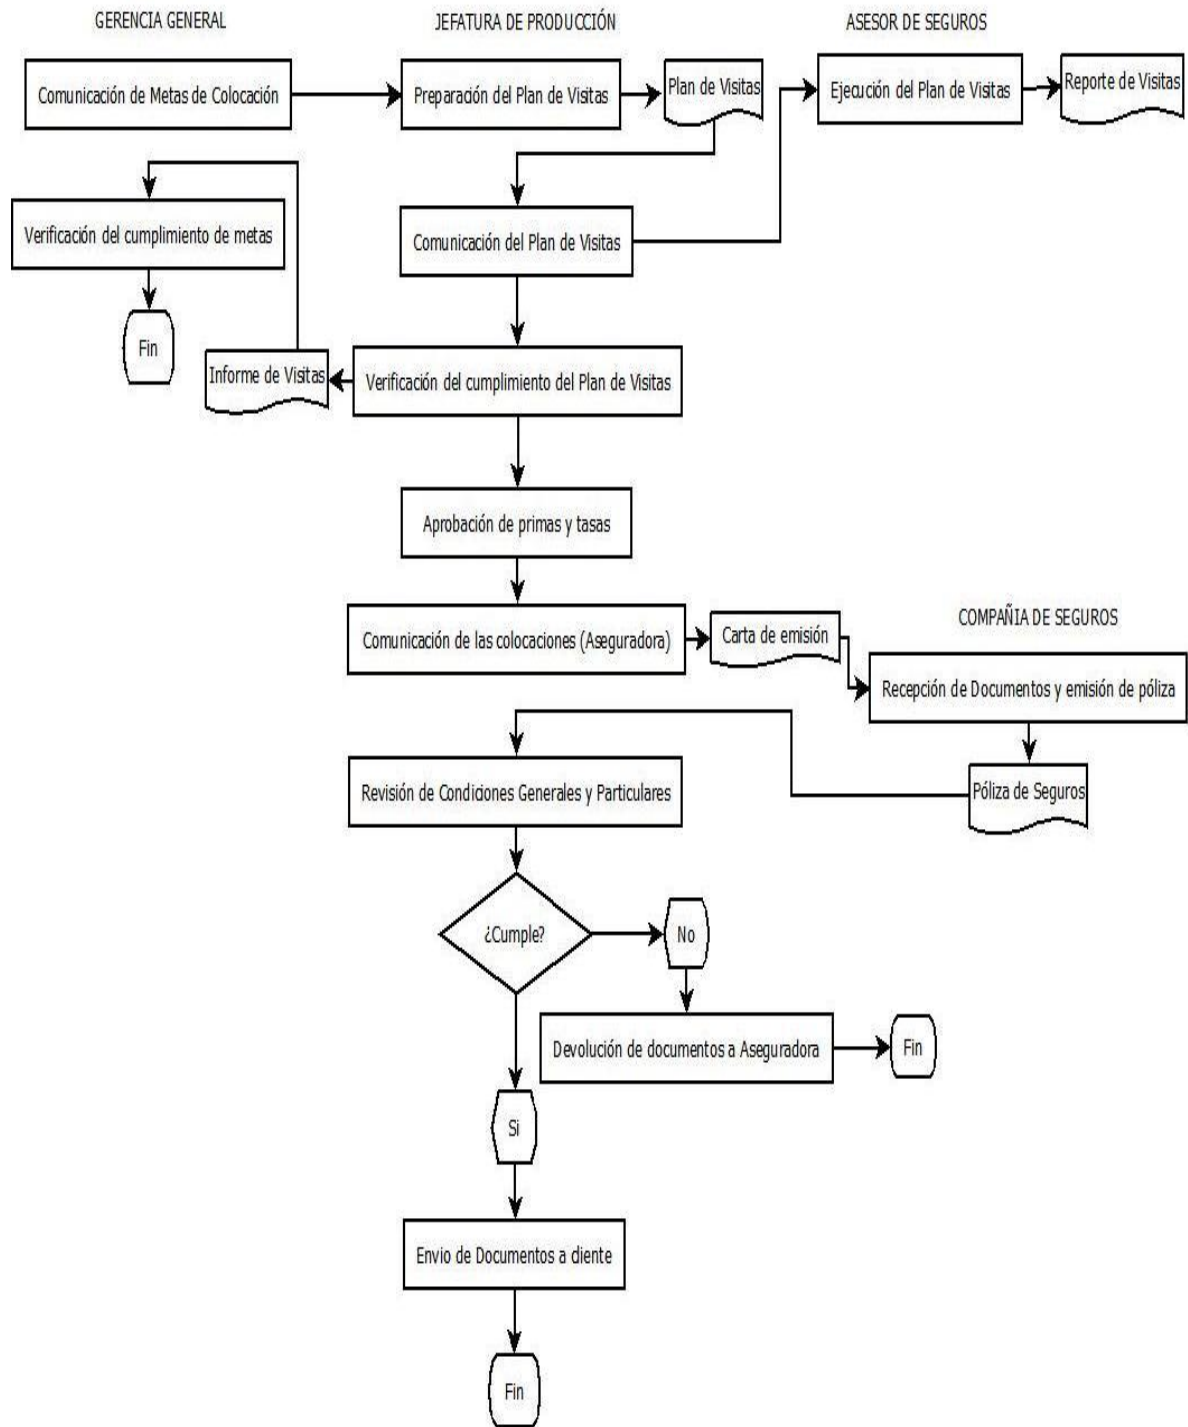 GERENCIA GENERAL
JEFATURA DE PRODUCCIÓN
ASESOR DE SEGUROS
Comunicación de Metas de Colocación
Preparación del Plan de Visitas
Plan de Visitas
Ejecución del Plan de Visitas
Reporte de Visitas
Verificación del cumplimiento de metas
Comunicación del Plan de Visitas
Fin
Informe de Visitas
Verificación del cumplimiento del Plan de Visitas
Aprobación de primas y tasas
COMPAÑIA DE SEGUROS
Comunicación de las colocaciones (Aseguradora)
Carta de emisión
Recepción de Documentos y emisión de póliza
Revisión de Condiciones Generales y Particulares
Póliza de Seguros
¿Cumple?
No
Devolución de documentos a Aseguradora
Fin
Si
Envio de Documentos a cliente
Fin